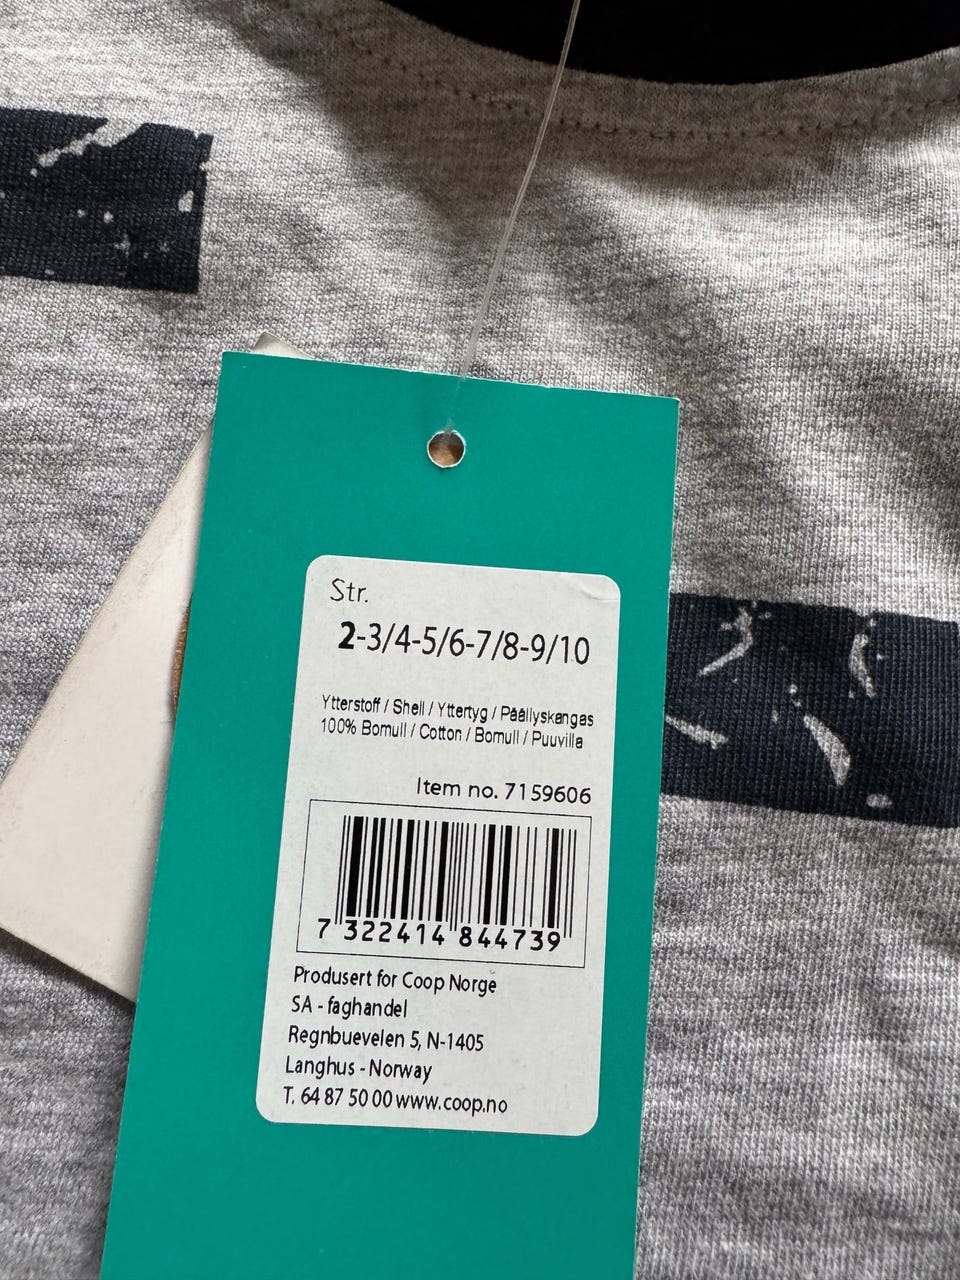 Str.
2-3/4-5/6-7/8-9/10
Ytterstoff / Shell / Yttertyg / Päällyskangas
100% Bomull / Cotton / Bomull / Puuvilla
Item no. 7159606
7 322414 844739
Produsert for Coop Norge
SA - faghandel
Regnbueveien 5, N-1405
Langhus - Norway
T. 64 87 50 00 www.coop.no